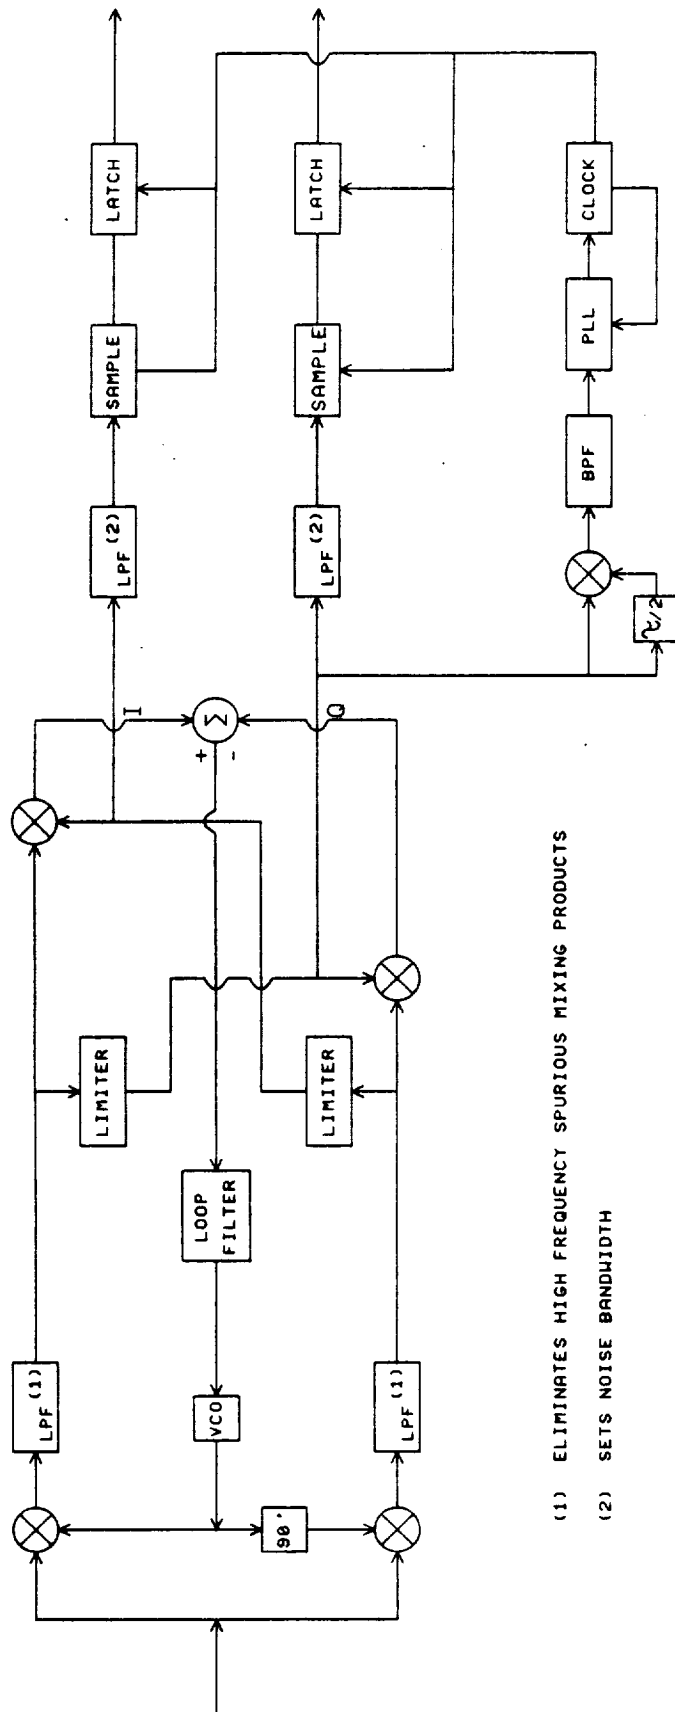 LPF (1)
LIMITER
I
LPF (2)
SAMPLE
LATCH
VCO
LOOP
FILTER
+
-
Σ
90°
LPF (1)
LIMITER
Q
LPF (2)
SAMPLE
LATCH
τ/2
BPF
PLL
CLOCK
(1) ELIMINATES HIGH FREQUENCY SPURIOUS MIXING PRODUCTS
(2) SETS NOISE BANDWIDTH